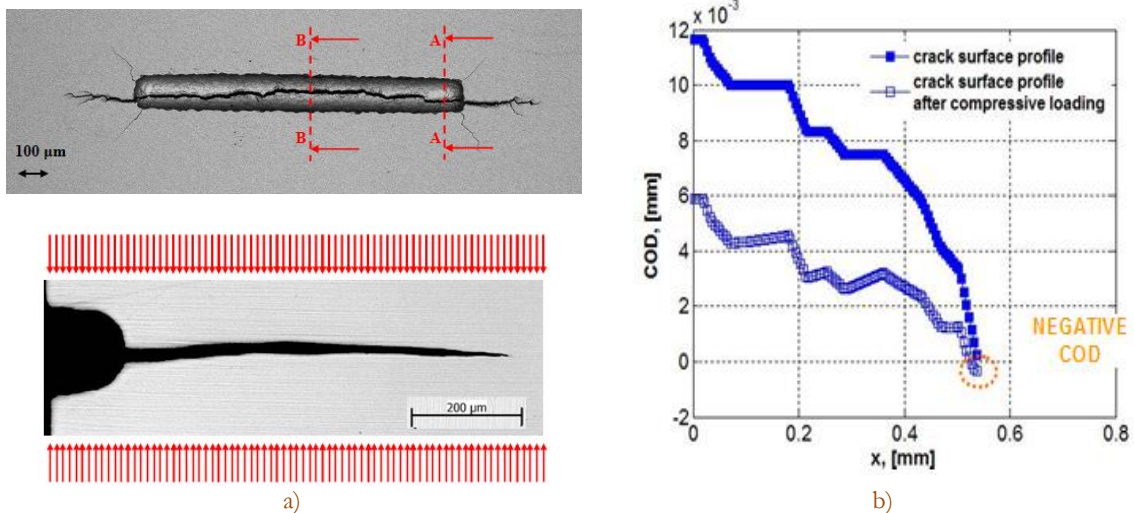 B
A
B
A
100 µm
200 µm
a)
x 10⁻³
12
10
8
6
4
2
0
-2
COD, [mm]
crack surface profile
crack surface profile
after compressive loading
NEGATIVE
COD
0
0.2
0.4
0.6
0.8
x, [mm]
b)